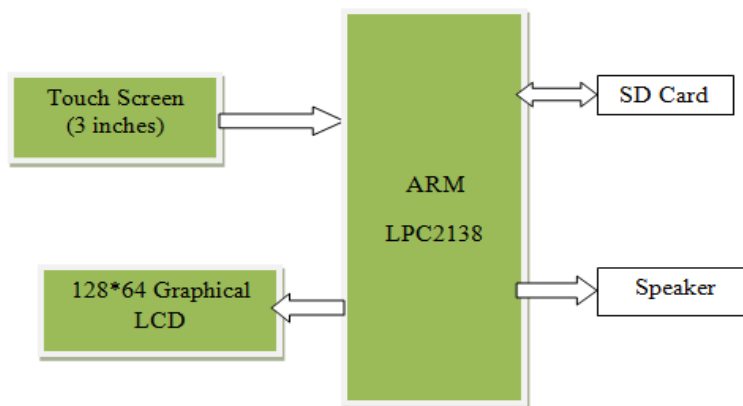 Touch Screen
(3 inches)
128*64 Graphical
LCD
ARM
LPC2138
SD Card
Speaker